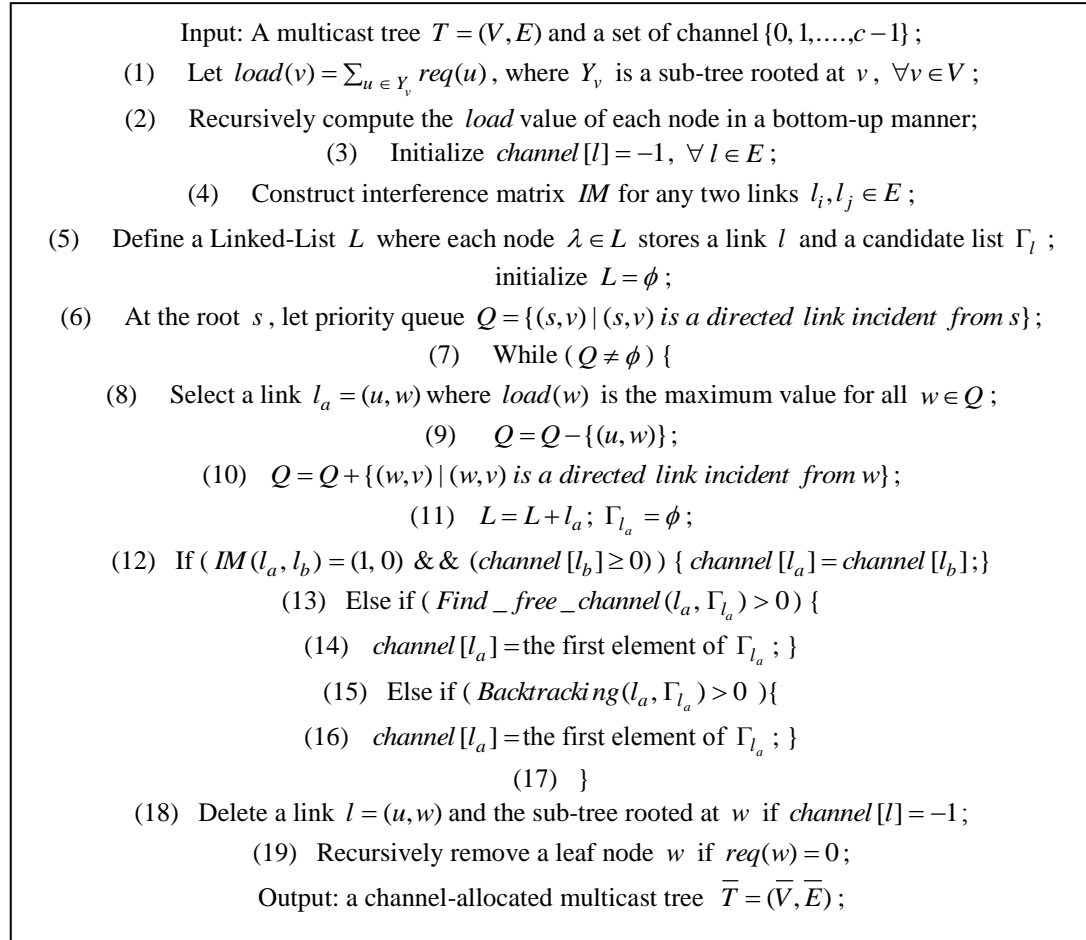 Input: A multicast tree T = (V, E) and a set of channel {0, 1,....,c − 1} ;
(1) Let load(v) = ∑_{u ∈ Y_v} req(u) , where Y_v is a sub-tree rooted at v , ∀v ∈ V ;
(2) Recursively compute the load value of each node in a bottom-up manner;
(3) Initialize channel[l] = −1, ∀ l ∈ E ;
(4) Construct interference matrix IM for any two links l_i, l_j ∈ E ;
(5) Define a Linked-List L where each node λ ∈ L stores a link l and a candidate list Γ_l ;
initialize L = ϕ ;
(6) At the root s , let priority queue Q = {(s, v) | (s, v) is a directed link incident from s} ;
(7) While ( Q ≠ ϕ ) {
(8) Select a link l_a = (u, w) where load(w) is the maximum value for all w ∈ Q ;
(9) Q = Q − {(u, w)} ;
(10) Q = Q + {(w, v) | (w, v) is a directed link incident from w} ;
(11) L = L + l_a ; Γ_{l_a} = ϕ ;
(12) If ( IM(l_a, l_b) = (1, 0) && (channel[l_b] ≥ 0) ) { channel[l_a] = channel[l_b] ;}
(13) Else if ( Find _ free _ channel(l_a, Γ_{l_a}) > 0 ) {
(14) channel[l_a] = the first element of Γ_{l_a} ; }
(15) Else if ( Backtracking(l_a, Γ_{l_a}) > 0 ){
(16) channel[l_a] = the first element of Γ_{l_a} ; }
(17) }
(18) Delete a link l = (u, w) and the sub-tree rooted at w if channel[l] = −1 ;
(19) Recursively remove a leaf node w if req(w) = 0 ;
Output: a channel-allocated multicast tree T̅ = (V̅, E̅) ;